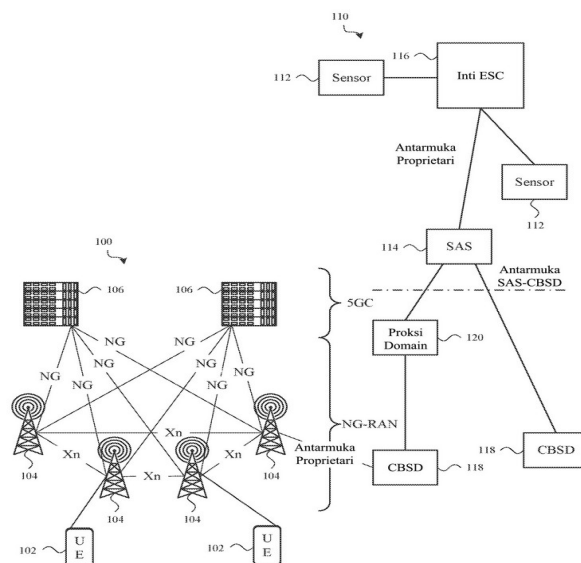 110
116
112
Sensor
Inti ESC
Antarmuka
Proprietari
Sensor
112
100
114
SAS
Antarmuka
SAS-CBSD
106
106
5GC
Proksi
Domain
120
NG
NG
NG
NG
NG
NG
NG
NG
NG-RAN
Xn
Xn
Xn
Xn
104
104
104
104
Antarmuka
Proprietari
CBSD
118
118
CBSD
102
U
E
102
U
E